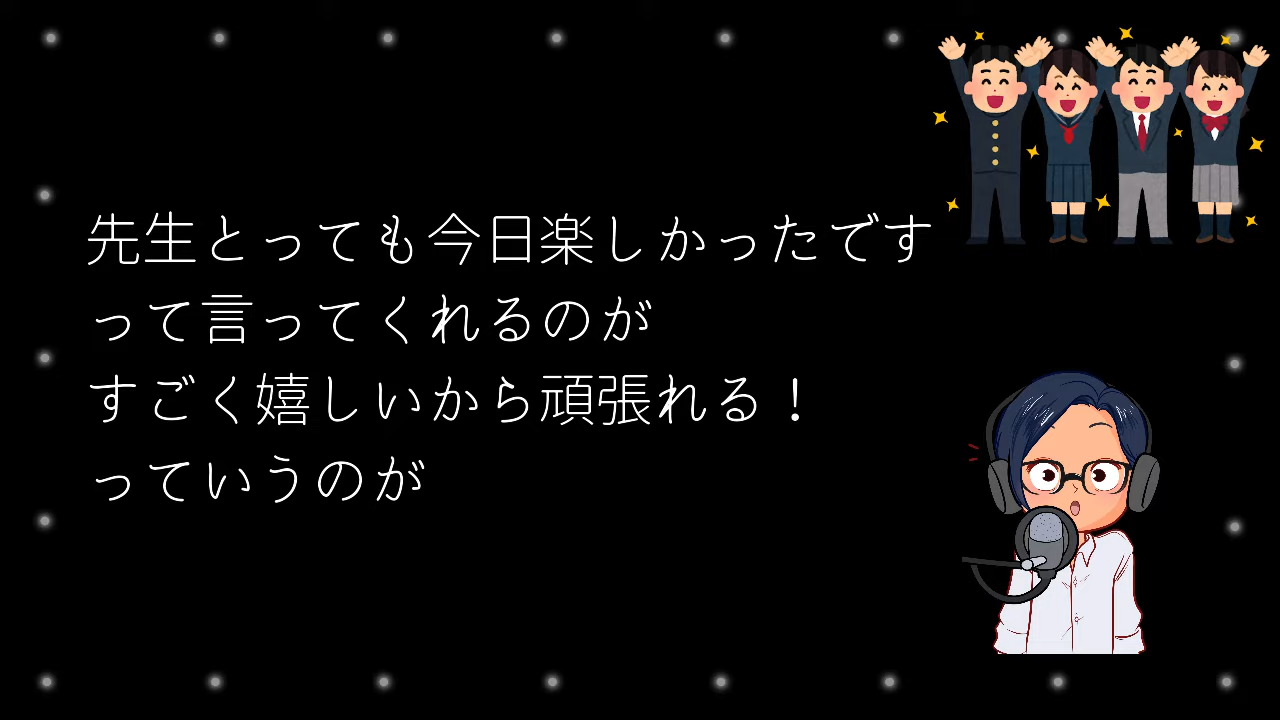 先生とっても今日楽しかったです
って言ってくれるのが
すごく嬉しいから頑張れる！
っていうのが